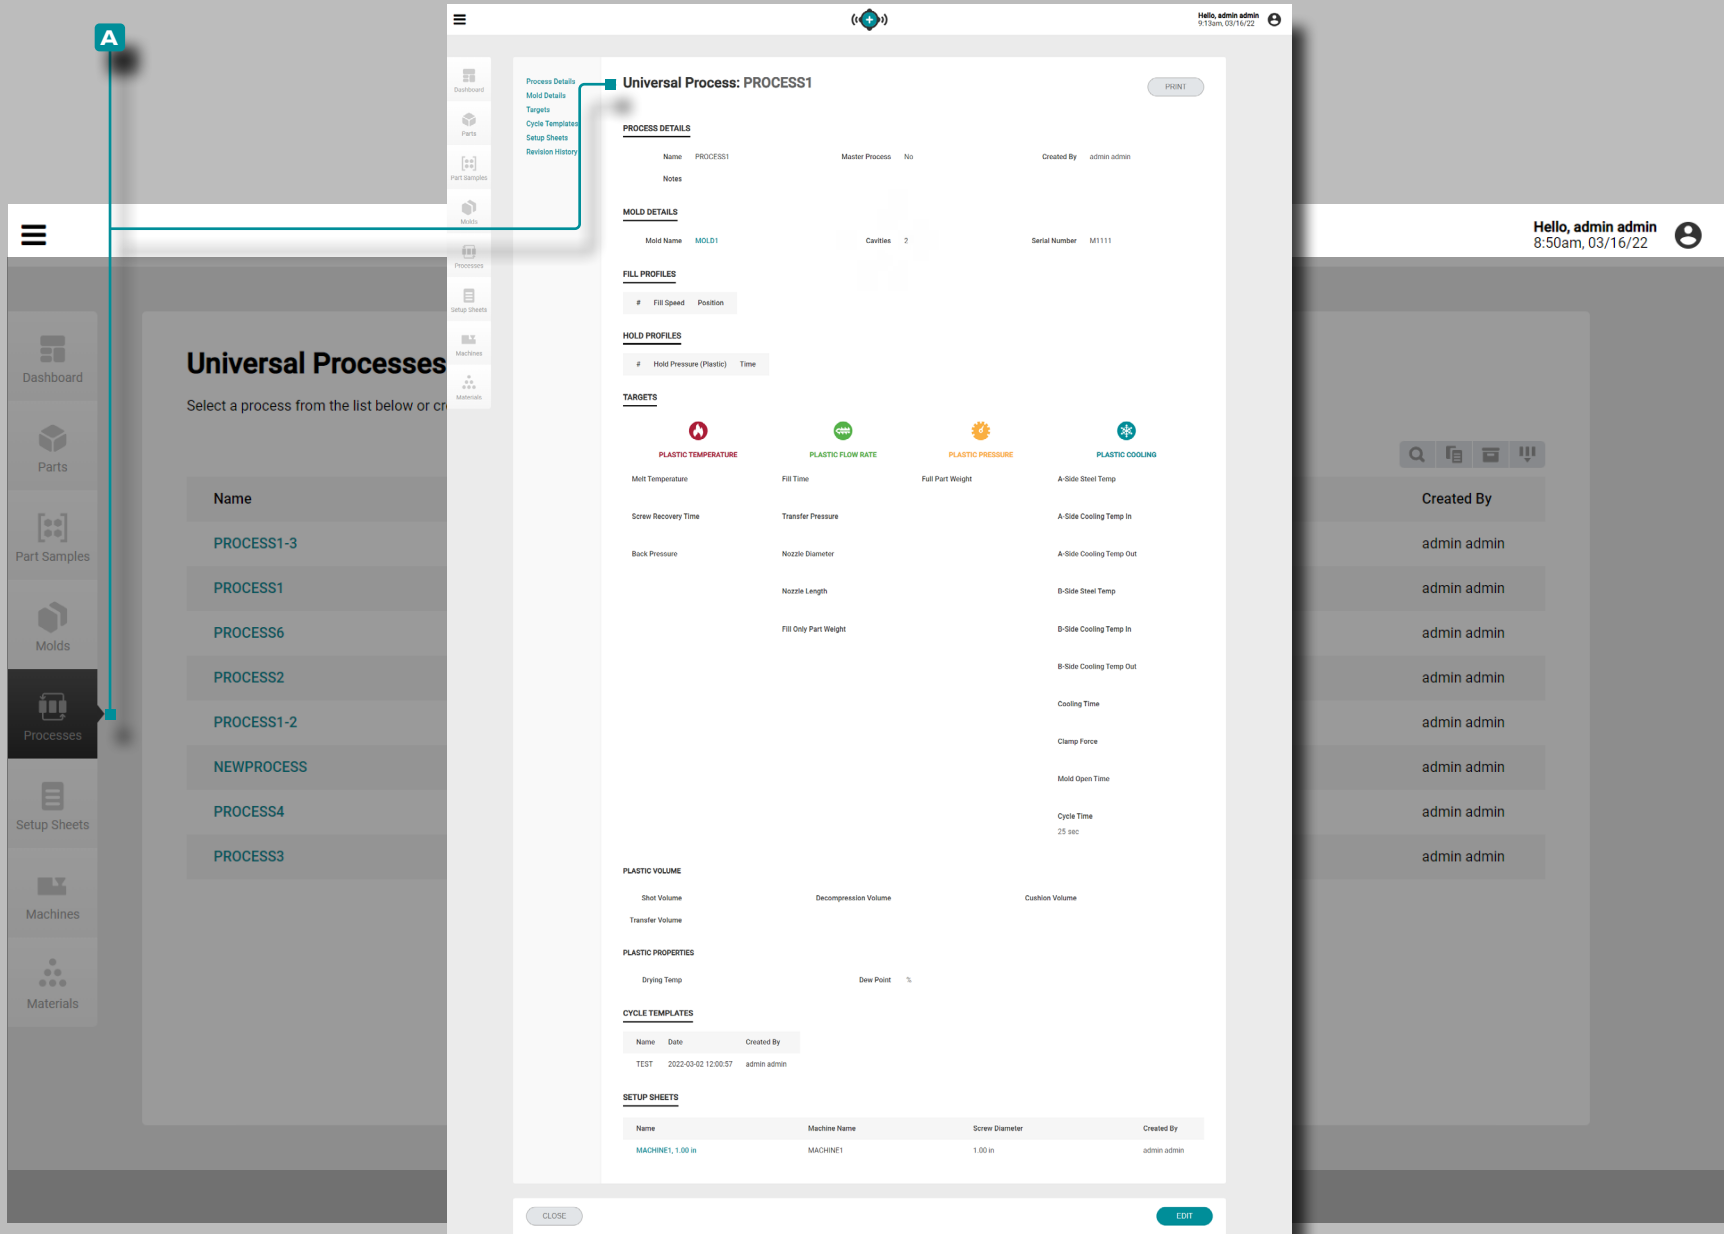 A
Hello, admin admin
9:13am, 03/16/22
Dashboard
Parts
Part Samples
Molds
Processes
Setup Sheets
Machines
Materials
Process Details
Mold Details
Targets
Cycle Templates
Setup Sheets
Revision History
Universal Process: PROCESS1
PRINT
PROCESS DETAILS
Name PROCESS1 Master Process No Created By admin admin
Notes
MOLD DETAILS
Mold Name MOLD1 Cavities 2 Serial Number M1111
FILL PROFILES
# Fill Speed Position
HOLD PROFILES
# Hold Pressure (Plastic) Time
TARGETS
PLASTIC TEMPERATURE PLASTIC FLOW RATE PLASTIC PRESSURE PLASTIC COOLING
Melt Temperature Fill Time Full Part Weight A-Side Steel Temp
Screw Recovery Time Transfer Pressure A-Side Cooling Temp In
Back Pressure Nozzle Diameter A-Side Cooling Temp Out
Nozzle Length B-Side Steel Temp
Fill Only Part Weight B-Side Cooling Temp In
B-Side Cooling Temp Out
Cooling Time
Clamp Force
Mold Open Time
Cycle Time
25 sec
PLASTIC VOLUME
Shot Volume Decompression Volume Cushion Volume
Transfer Volume
PLASTIC PROPERTIES
Drying Temp Dew Point %
CYCLE TEMPLATES
Name Date Created By
TEST 2022-03-02 12:00:57 admin admin
SETUP SHEETS
Name Machine Name Screw Diameter Created By
MACHINE1, 1.00 in MACHINE1 1.00 in admin admin
CLOSE
EDIT
Hello, admin admin
8:50am, 03/16/22
Dashboard
Parts
Part Samples
Molds
Processes
Setup Sheets
Machines
Materials
Universal Processes
Select a process from the list below or cr
Name Created By
PROCESS1-3 admin admin
PROCESS1 admin admin
PROCESS6 admin admin
PROCESS2 admin admin
PROCESS1-2 admin admin
NEWPROCESS admin admin
PROCESS4 admin admin
PROCESS3 admin admin